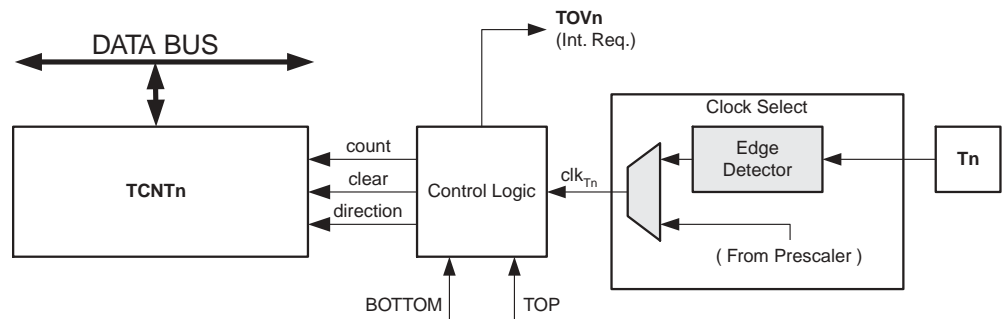 TOVn
(Int. Req.)
DATA BUS
Clock Select
count
Edge
Detector
Tn
TCNTn
clear
Control Logic
clkTn
direction
( From Prescaler )
BOTTOM
TOP